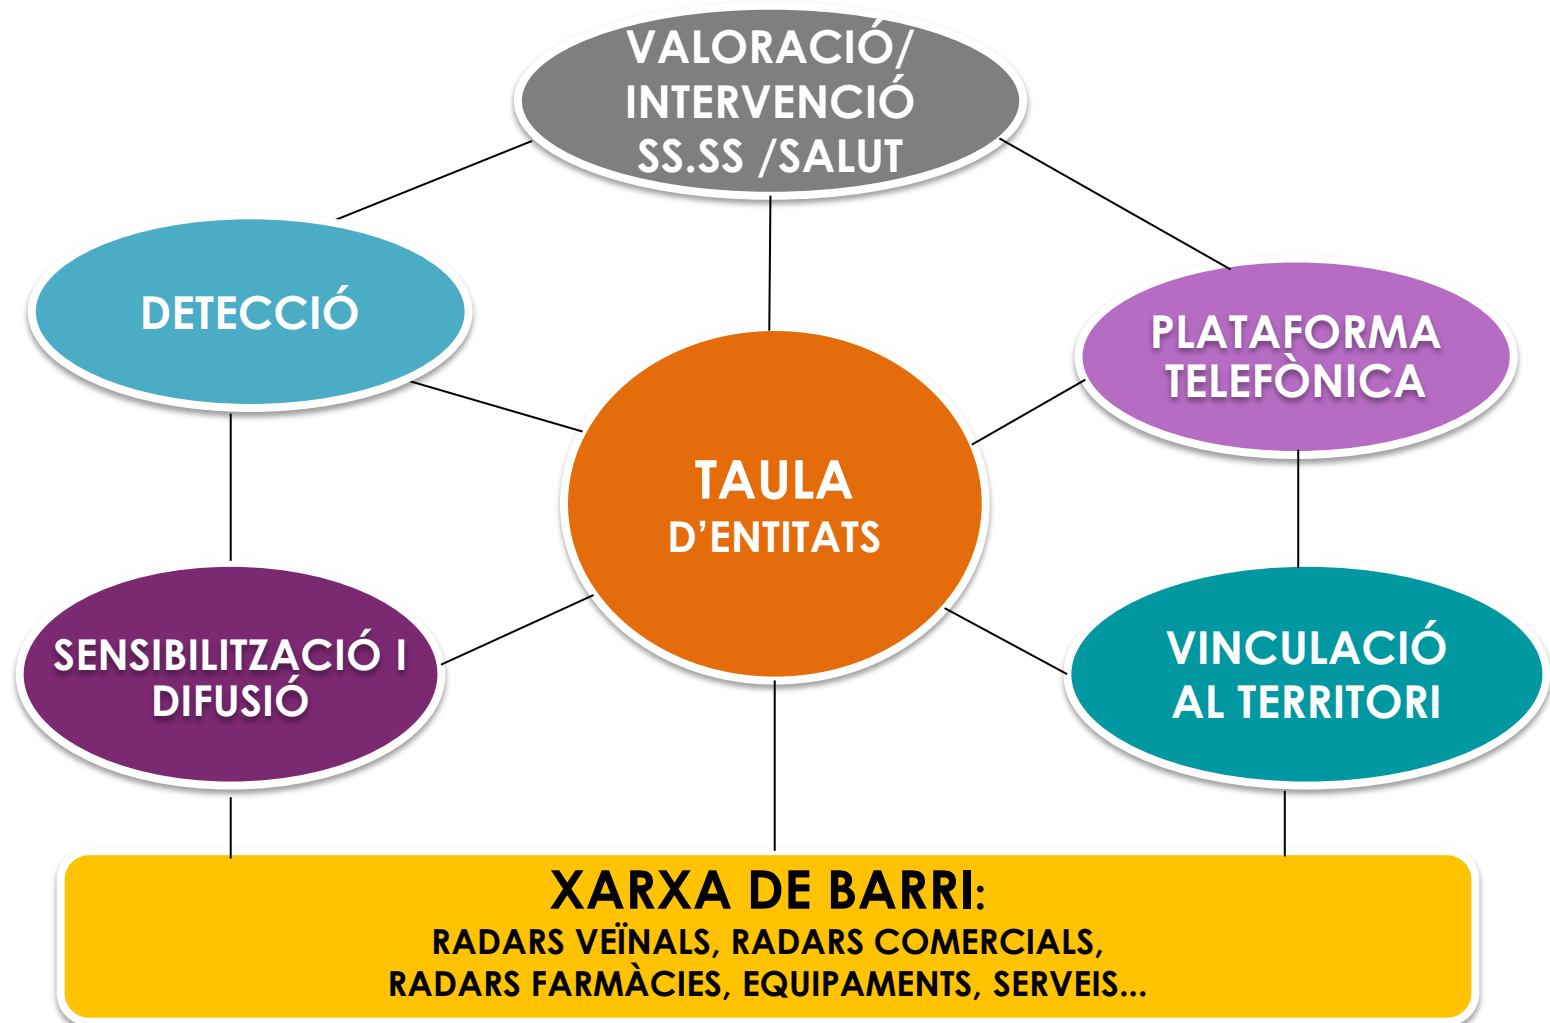 VALORACIÓ/
INTERVENCIÓ
SS.SS /SALUT
DETECCIÓ
PLATAFORMA
TELEFÒNICA
TAULA
D’ENTITATS
SENSIBILITZACIÓ I
DIFUSIÓ
VINCULACIÓ
AL TERRITORI
XARXA DE BARRI:
RADARS VEÏNALS, RADARS COMERCIALS,
RADARS FARMÀCIES, EQUIPAMENTS, SERVEIS...